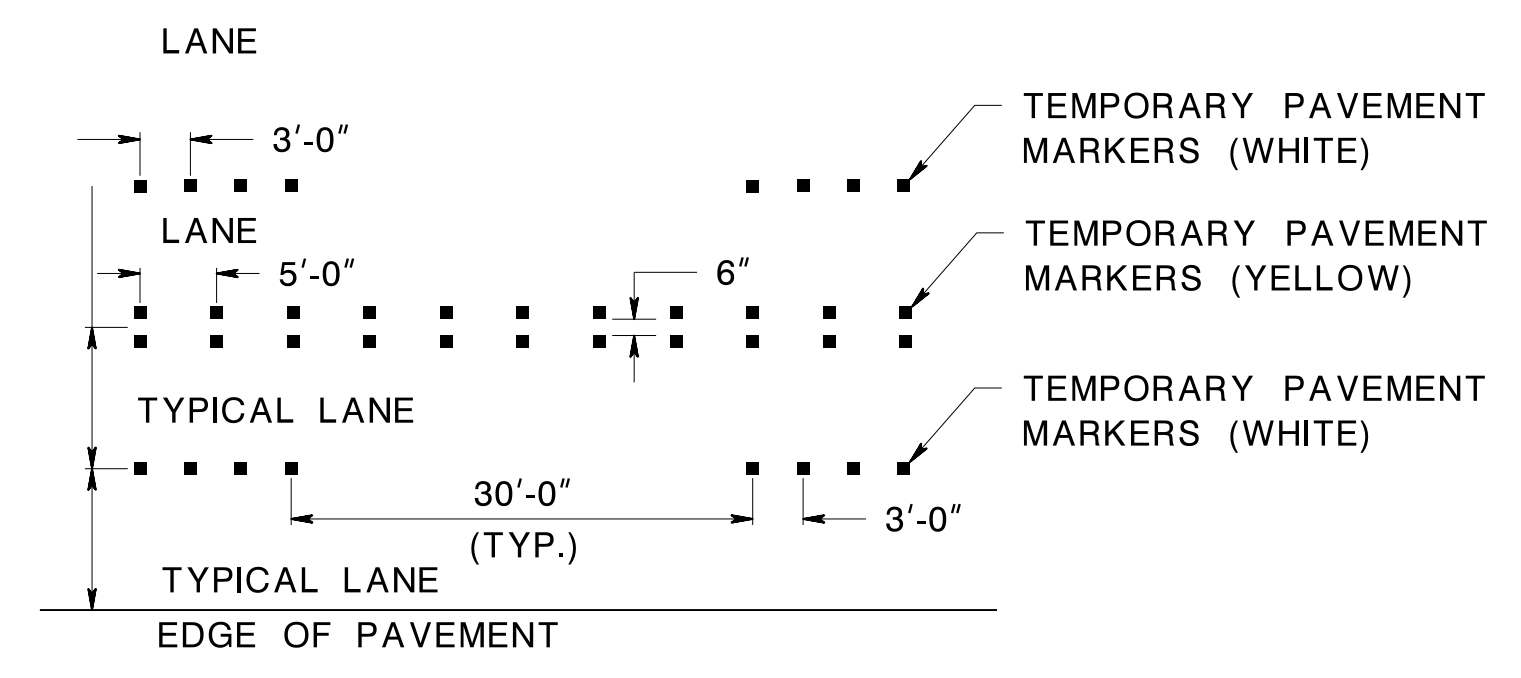 LANE
TEMPORARY PAVEMENT
MARKERS (WHITE)
3'-0"
LANE
TEMPORARY PAVEMENT
MARKERS (YELLOW)
5'-0"
6"
TEMPORARY PAVEMENT
MARKERS (WHITE)
TYPICAL LANE
30'-0"
(TYP.)
3'-0"
TYPICAL LANE
EDGE OF PAVEMENT